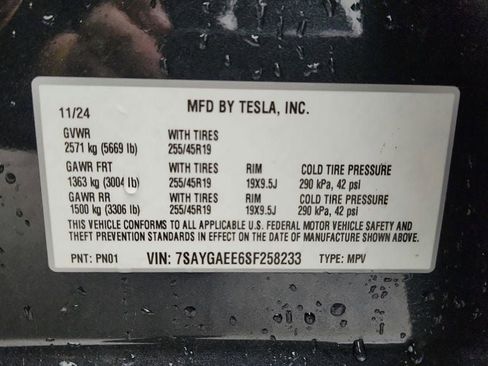 11/24 MFD BY TESLA, INC.
GVWR WITH TIRES
2571 kg (5669 lb) 255/45R19
GAWR FRT WITH TIRES RIM COLD TIRE PRESSURE
1363 kg (3004 lb) 255/45R19 19X9.5J 290 kPa, 42 psi
GAWR RR WITH TIRES RIM COLD TIRE PRESSURE
1500 kg (3306 lb) 255/45R19 19X9.5J 290 kPa, 42 psi
THIS VEHICLE CONFORMS TO ALL APPLICABLE U.S. FEDERAL MOTOR VEHICLE SAFETY AND
THEFT PREVENTION STANDARDS IN EFFECT ON THE DATE OF MANUFACTURE SHOWN ABOVE.
PNT: PN01 VIN: 7SAYGAEE6SF258233 TYPE: MPV